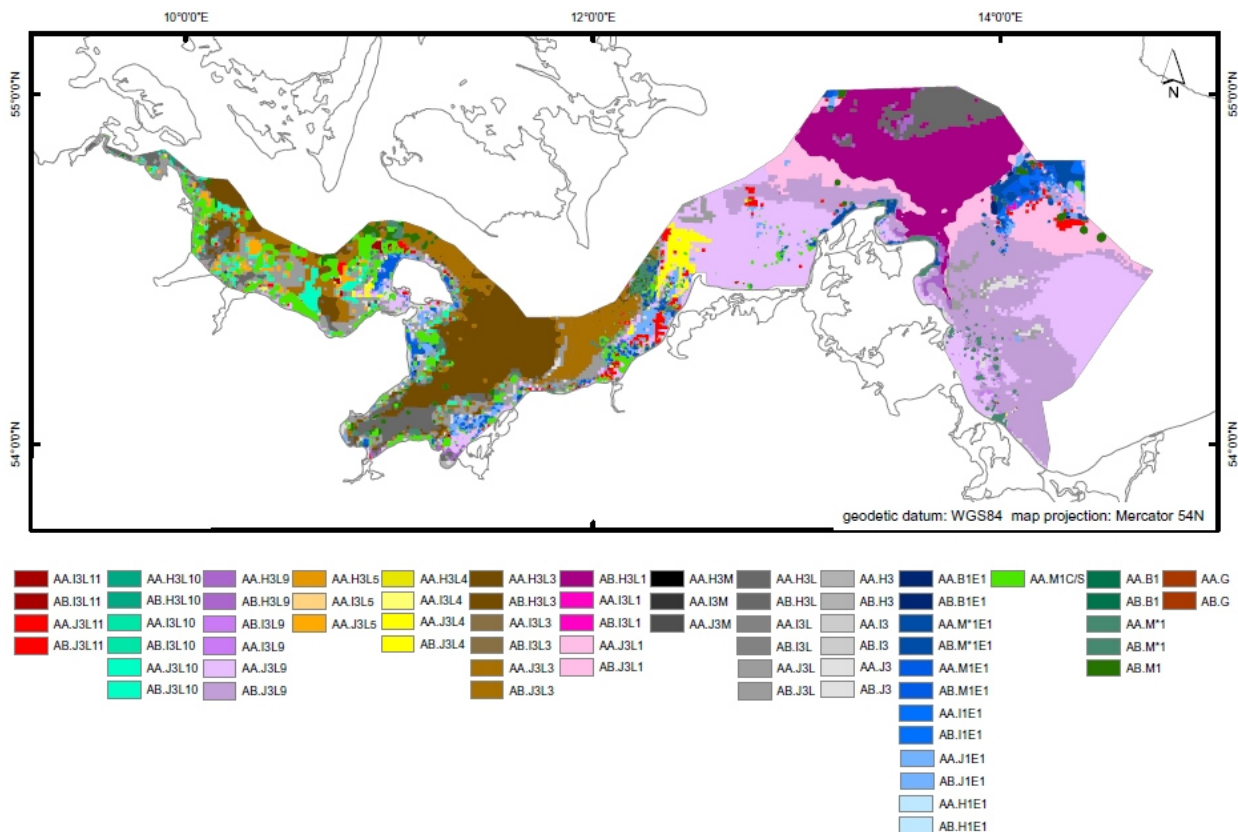 10°0'0"E 12°0'0"E 14°0'0"E
55°0'0"N 55°0'0"N
N
54°0'0"N 54°0'0"N
geodetic datum: WGS84 map projection: Mercator 54N
AA.I3L11 AA.H3L10 AA.H3L9 AA.H3L5 AA.H3L4 AA.H3L3 AB.H3L1 AA.H3M AA.H3L AA.H3 AA.B1E1 AA.M1C/S AA.B1 AA.G
AB.I3L11 AB.H3L10 AB.H3L9 AA.I3L5 AA.I3L4 AB.H3L3 AA.I3L1 AA.I3M AB.H3L AB.H3 AB.B1E1 AB.B1 AB.G
AA.J3L11 AA.I3L10 AB.I3L9 AA.J3L5 AA.J3L4 AA.I3L3 AB.I3L1 AA.J3M AA.I3L AA.I3 AA.M*1E1 AA.M*1
AB.J3L11 AB.I3L10 AA.I3L9 AB.J3L4 AB.I3L3 AA.J3L1 AB.I3L AB.I3 AB.M*1E1 AB.M*1
AA.J3L10 AA.J3L9 AA.J3L3 AB.J3L1 AA.J3L AA.J3 AA.M1E1 AB.M1
AB.J3L10 AB.J3L9 AB.J3L3 AB.J3L AB.J3 AB.M1E1
AA.I1E1
AB.I1E1
AA.J1E1
AB.J1E1
AA.H1E1
AB.H1E1